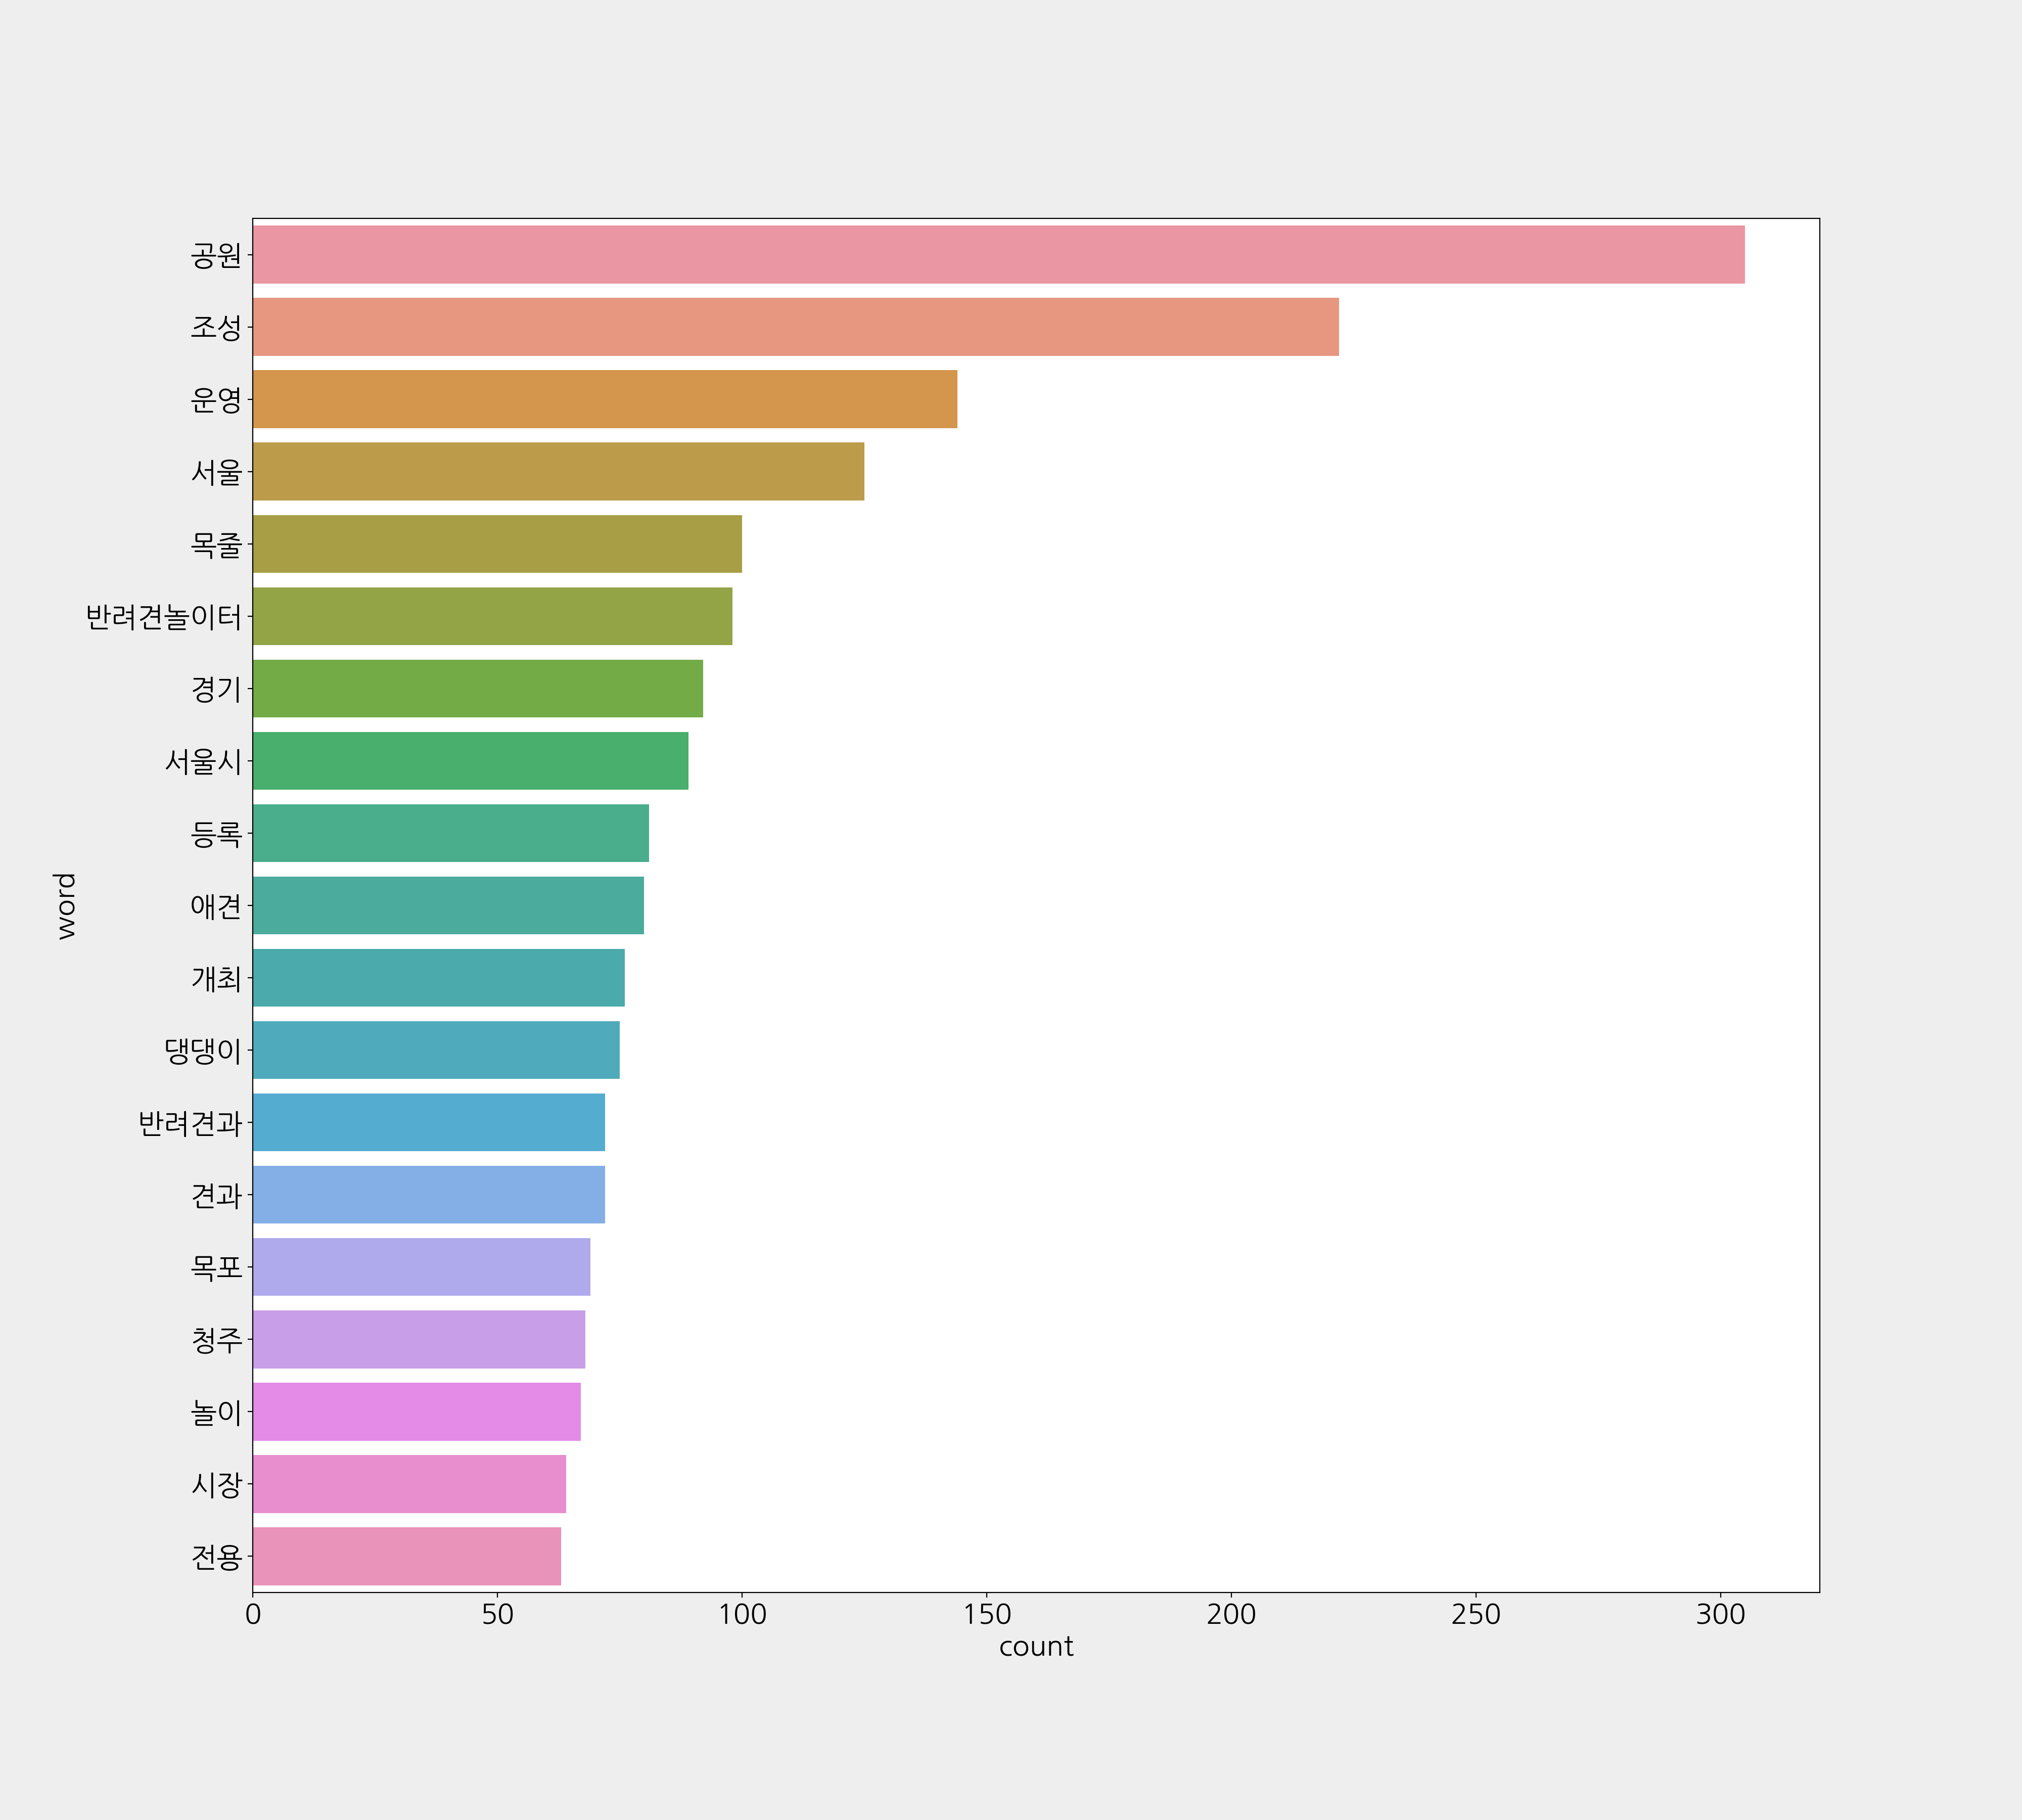 공원
조성
운영
서울
목줄
반려견놀이터
경기
서울시
등록
애견
개최
댕댕이
반려견과
견과
목포
청주
놀이
시장
전용
word
0 50 100 150 200 250 300
count